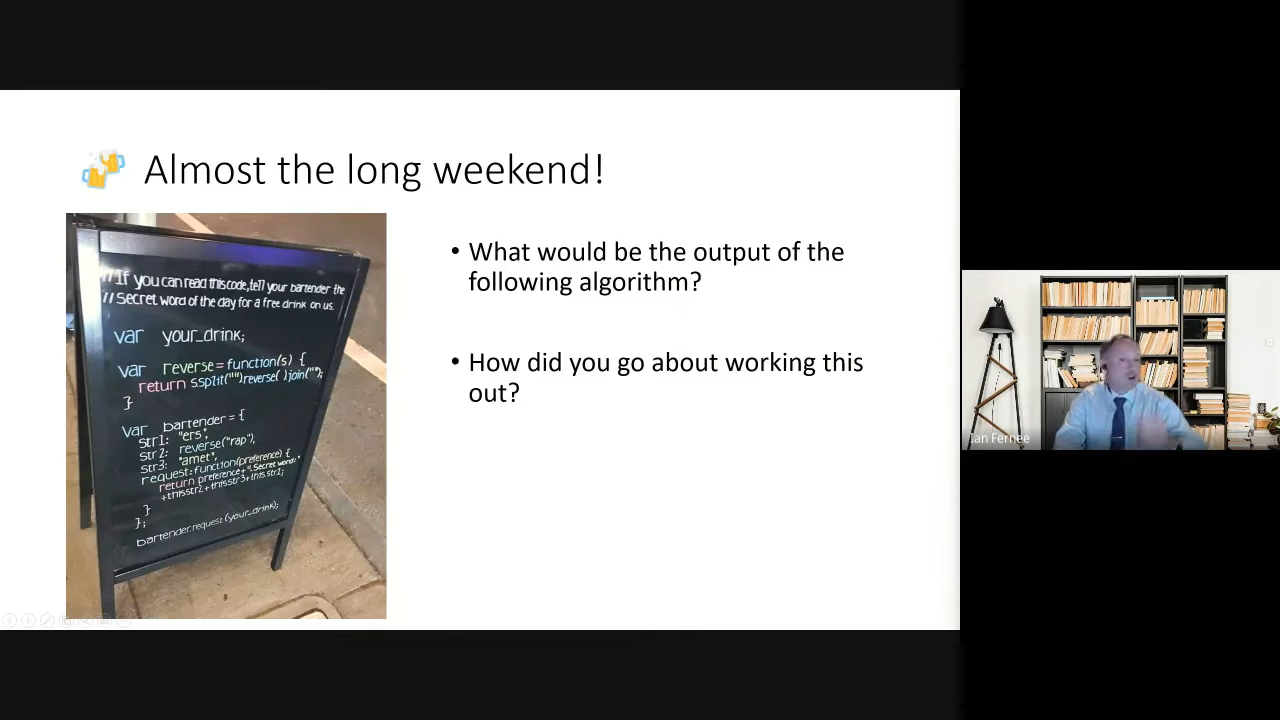 Almost the long weekend!
// If you can read this code, tell your bartender the
// Secret word of the day for a free drink on us.
var your_drink;
var reverse = function(s) {
return s.split("").reverse( ).join("");
}
var bartender = {
str1: "ers",
str2: reverse("rap"),
str3: "amet",
request: function(preference) {
return preference+".Secret word:"
+this.str2+this.str3+this.str1;
}
};
bartender.request(your_drink);
• What would be the output of the
following algorithm?
• How did you go about working this
out?
Ian Fernee